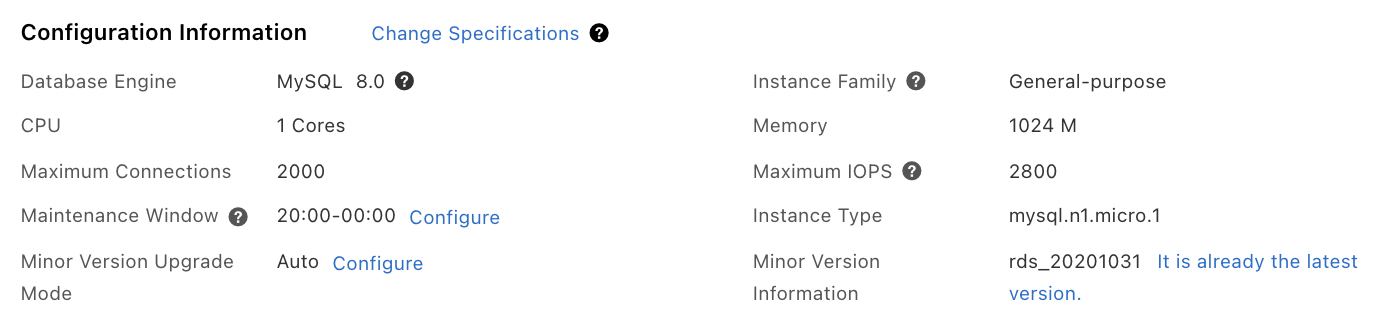 Configuration Information Change Specifications ?
Database Engine MySQL 8.0 ? Instance Family ? General-purpose
CPU 1 Cores Memory 1024 M
Maximum Connections 2000 Maximum IOPS ? 2800
Maintenance Window ? 20:00-00:00 Configure Instance Type mysql.n1.micro.1
Minor Version Upgrade Auto Configure Minor Version rds_20201031 It is already the latest
Mode Information version.